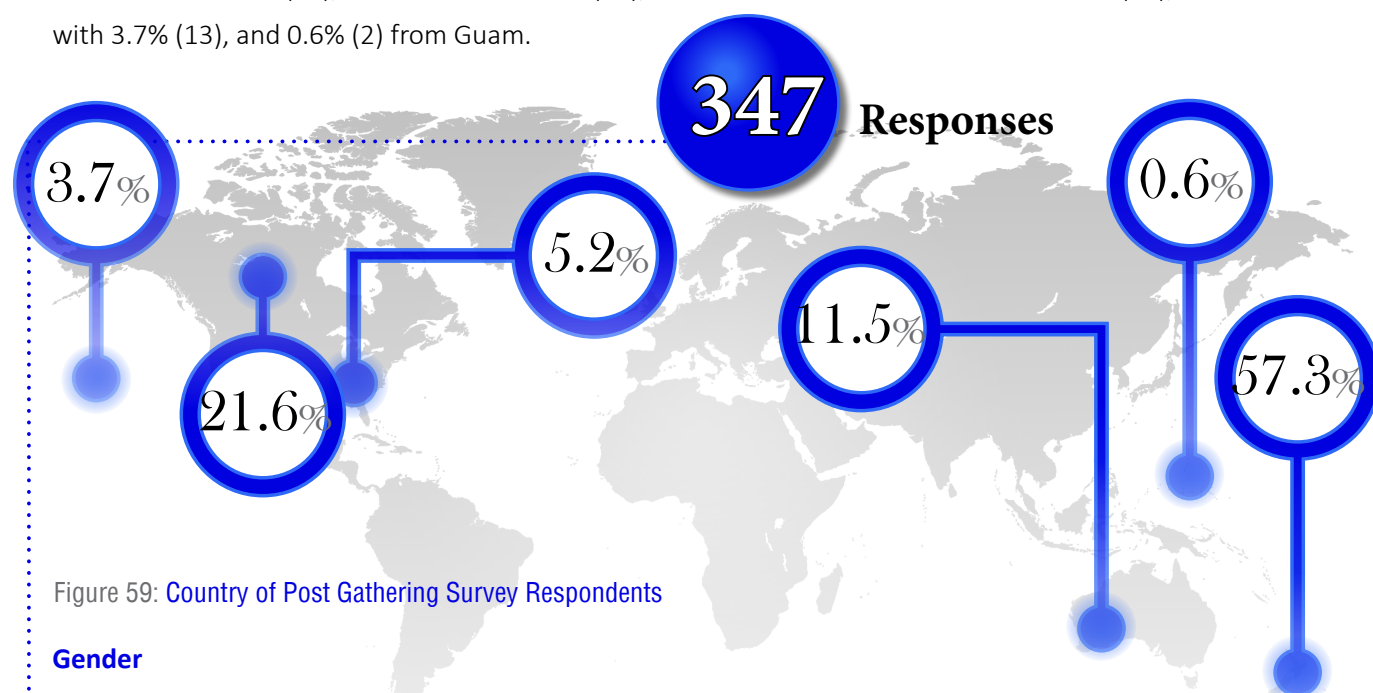 with 3.7% (13), and 0.6% (2) from Guam.
347 Responses
3.7%
0.6%
5.2%
11.5%
57.3%
21.6%
Figure 59: Country of Post Gathering Survey Respondents
Gender